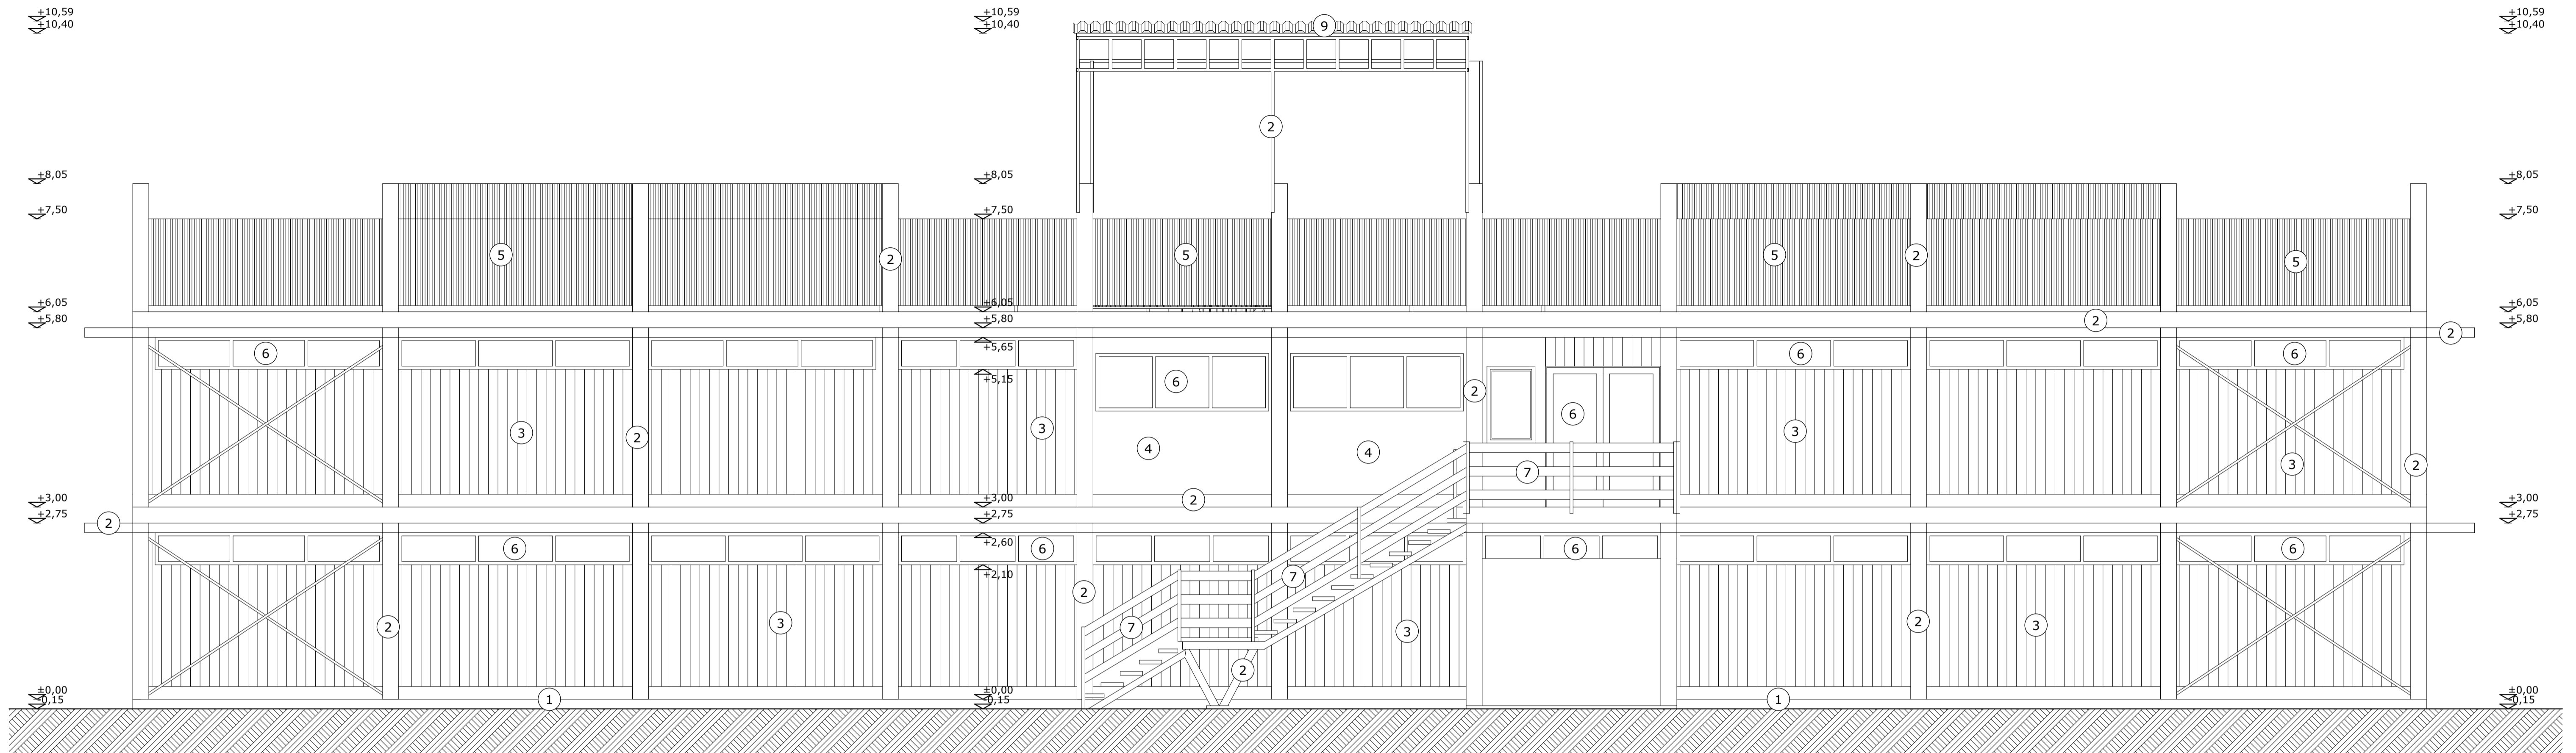 +10,59 +10,59 +10,59
+10,40 +10,40 9 +10,40
2
+8,05 +8,05 +8,05
+7,50 +7,50 +7,50
5 2 5 5 2 5
+6,05 +6,05 +6,05
+5,80 +5,80 2 +5,80
2
6 +5,65 6 6
+5,15 6 2
6
3 2 3 4 4 3 3 2
7
+3,00 +3,00 2 +3,00
+2,75 2 +2,75 +2,75
6 +2,60 6 6 6
+2,10 7
2
2 3 7 3 2 3
2
±0,00 ±0,00 ±0,00
-0,15 1 -0,15 1 -0,15